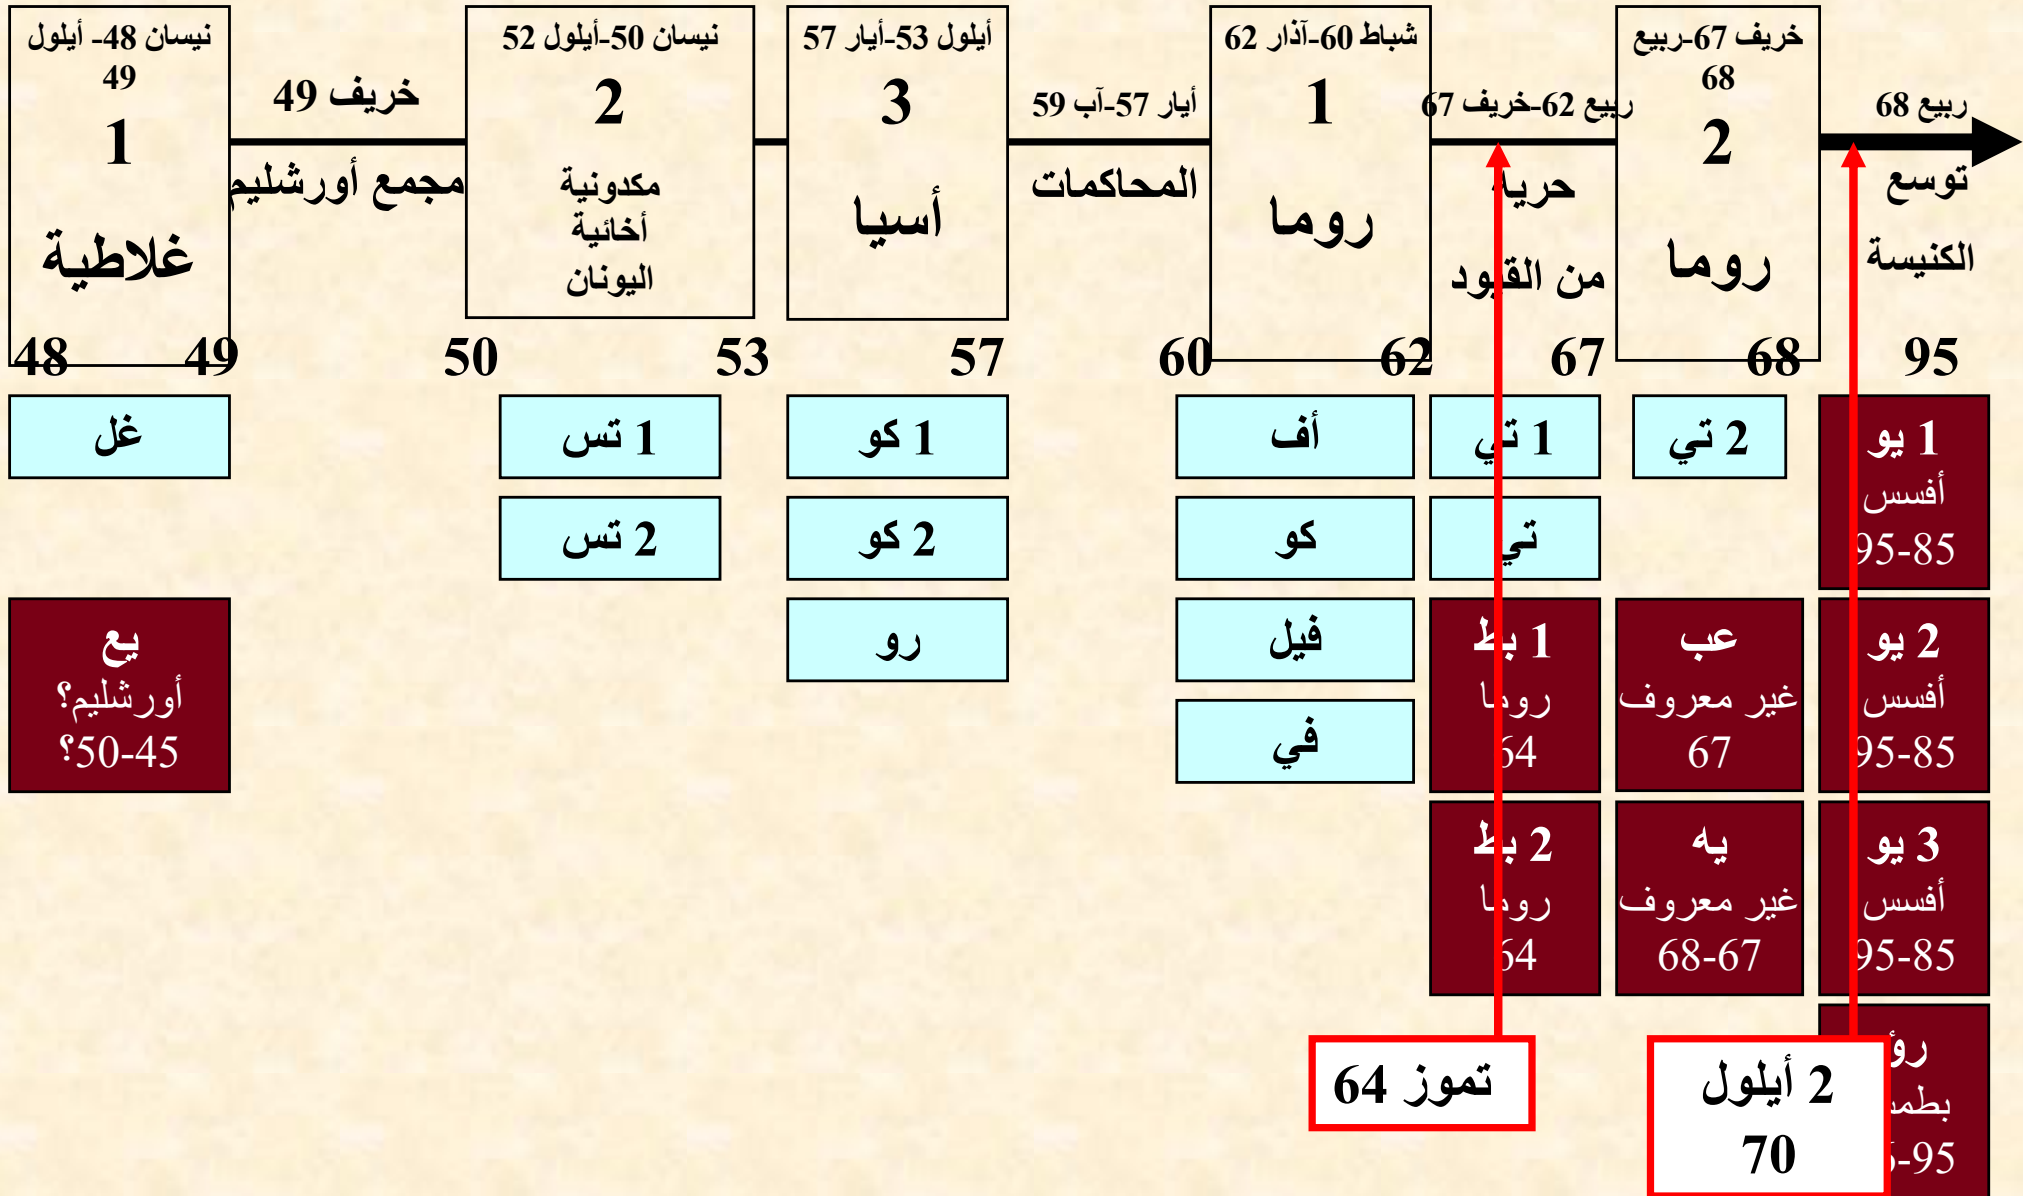 نيسان 48- أيلول
49
1
غلاطية
خريف 49
مجمع أورشليم
نيسان 50-أيلول 52
2
مكدونية
أخائية
اليونان
أيلول 53-أيار 57
3
أسيا
أيار 57-آب 59
المحاكمات
شباط 60-آذار 62
1
روما
ربيع 62-خريف 67
حرية
من القيود
خريف 67-ربيع
68
2
روما
ربيع 68
توسع
الكنيسة
48 49 50 53 57 60 62 67 68 95
غل
يع
أورشليم؟
45-50؟
1 تس
2 تس
1 كو
2 كو
رو
أف
كو
فيل
في
1 تي
تي
1 بط
روما
64
2 بط
روما
64
2 تي
عب
غير معروف
67
يه
غير معروف
67-68
1 يو
أفسس
85-95
2 يو
أفسس
85-95
3 يو
أفسس
85-95
رؤ
95-
تموز 64
2 أيلول
70